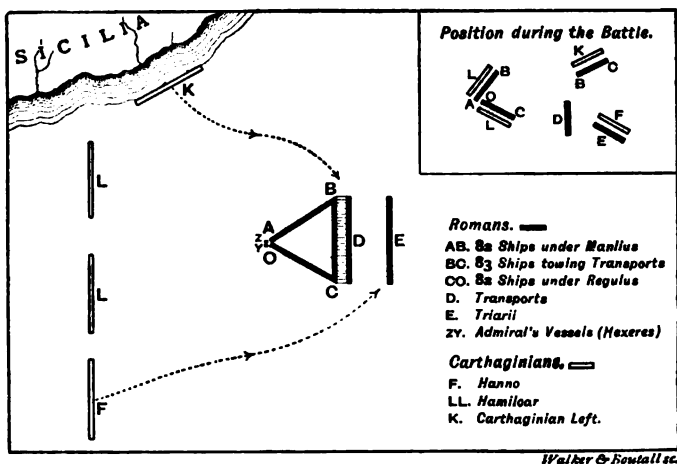 SICILIA
K
Position during the Battle.
K
L B C
O B
A C D F
L E
L
B
A
Z
Y D E
O
C
L
F
Romans.
AB. 82 Ships under Manlius
BC. 83 Ships towing Transports
CO. 82 Ships under Regulus
D. Transports
E. Triarii
ZY. Admiral's Vessels (Hexeres)
Carthaginians.
F. Hanno
LL. Hamilcar
K. Carthaginian Left.
Walker & Boutall sc.